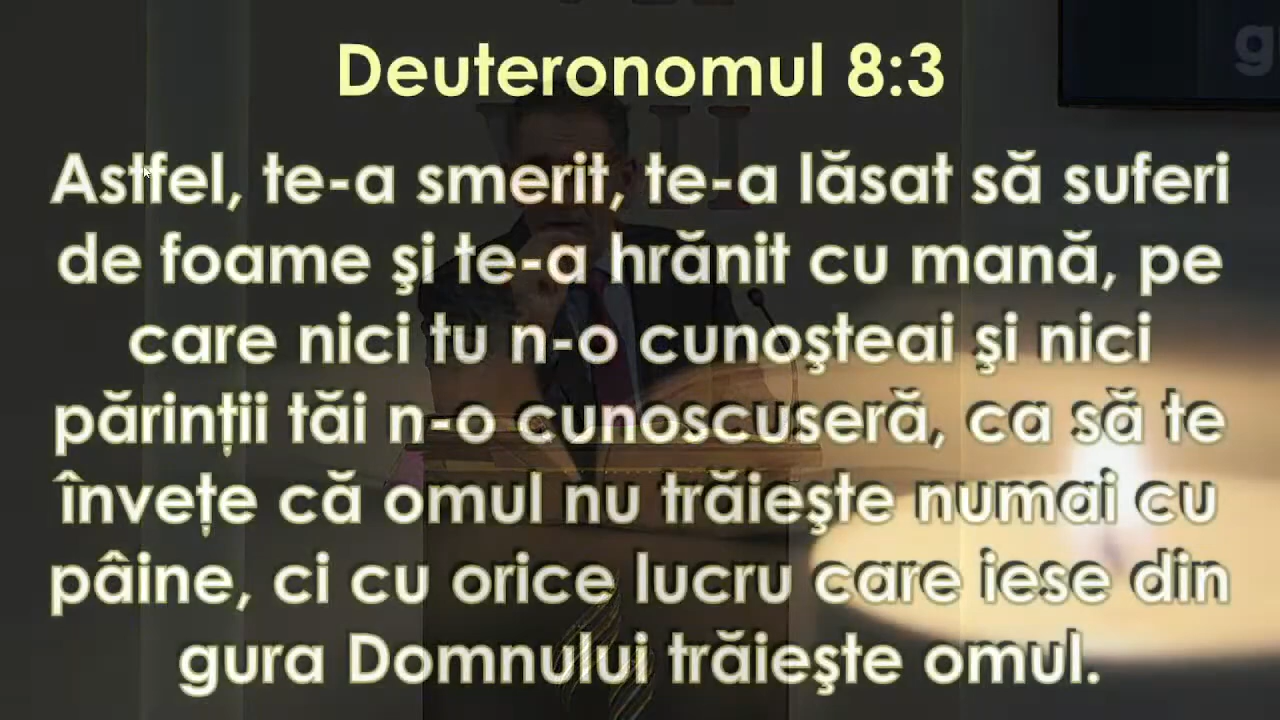 Deuteronomul 8:3
Astfel, te-a smerit, te-a lăsat să suferi
de foame şi te-a hrănit cu mană, pe
care nici tu n-o cunoşteai şi nici
părinţii tăi n-o cunoscuseră, ca să te
înveţe că omul nu trăieşte numai cu
pâine, ci cu orice lucru care iese din
gura Domnului trăieşte omul.